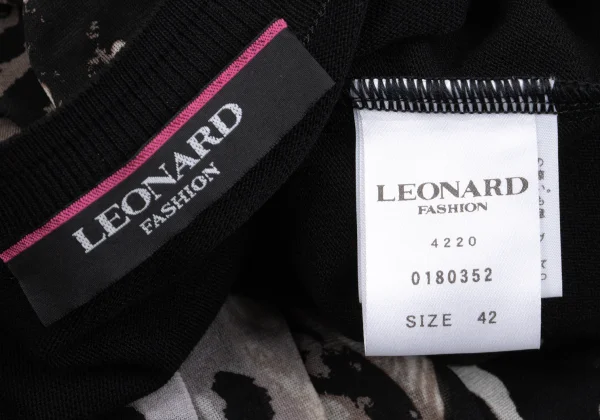 LEONARD
FASHION
LEONARD
FASHION
4220
0180352
SIZE 42